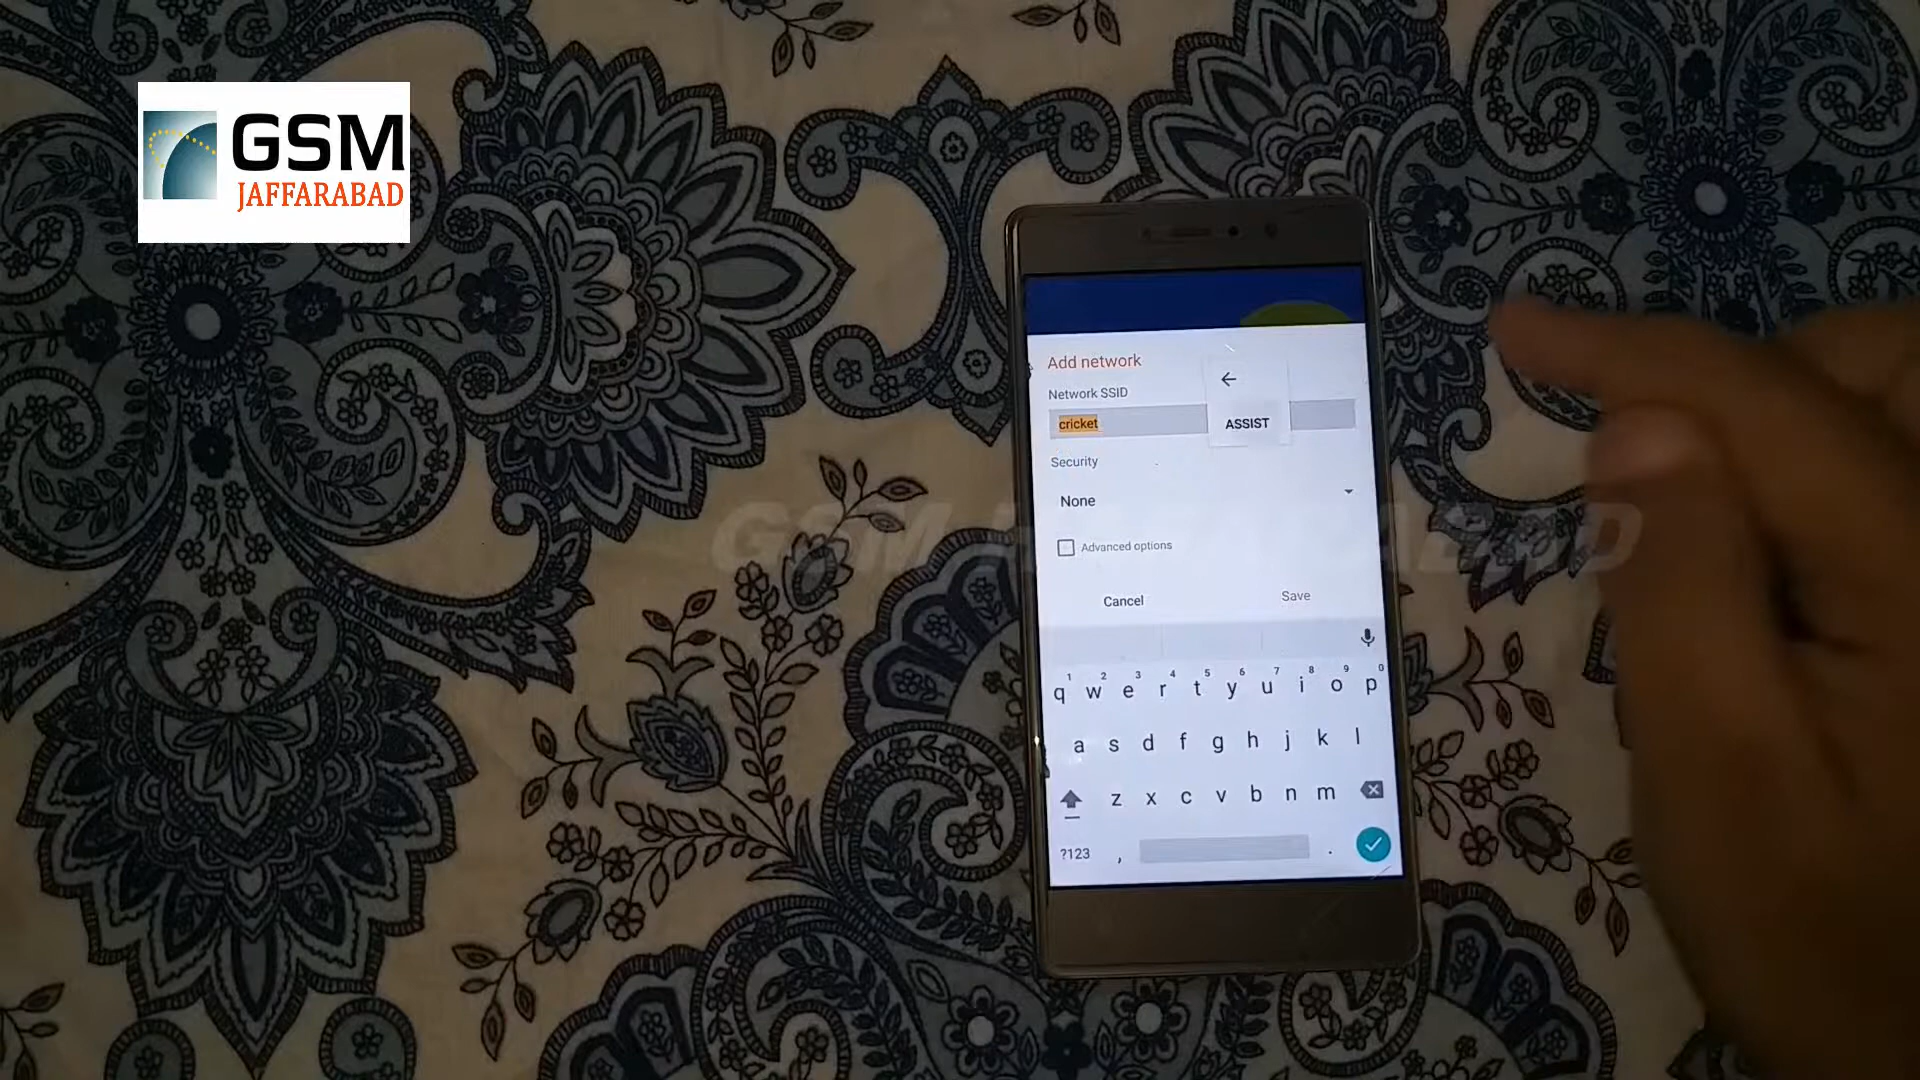 GSM
JAFFARABAD
Add network
Network SSID
cricket
ASSIST
Security
None
Advanced options
Cancel
Save
1 2 3 4 5 6 7 8 9 0
q w e r t y u i o p
a s d f g h j k l
z x c v b n m
?123 , .